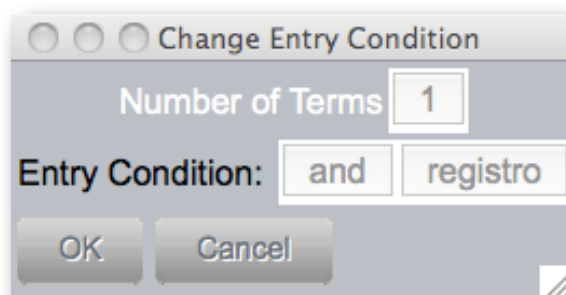 Change Entry Condition
Number of Terms 1
Entry Condition: and registro
OK Cancel